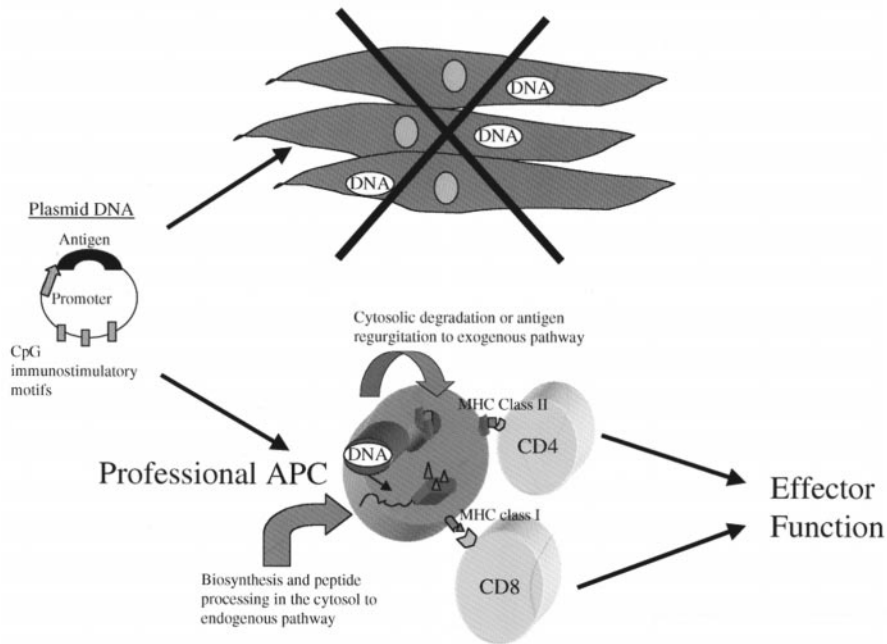 DNA
DNA
DNA
Plasmid DNA
Antigen
Promoter
CpG
immunostimulatory
motifs
Cytosolic degradation or antigen
regurgitation to exogenous pathway
MHC Class II
CD4
DNA
Professional APC
MHC class I
CD8
Effector
Function
Biosynthesis and peptide
processing in the cytosol to
endogenous pathway